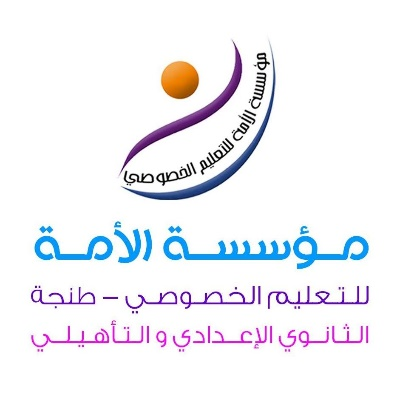 مؤسسة الأمة للتعليم الخصوصي
مؤسسة الأمة
للتعليم الخصوصي - طنجة
الثانوي الإعدادي و التأهيلي